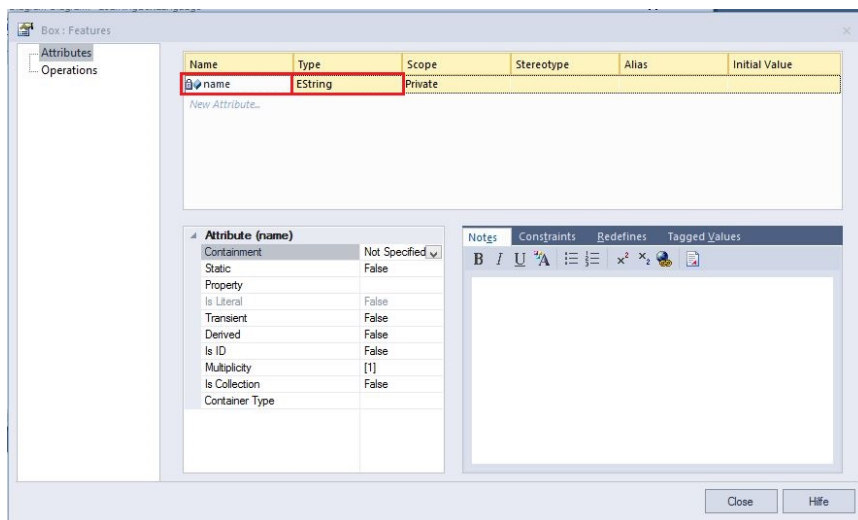 Box : Features
Attributes
Operations
Name Type Scope Stereotype Alias Initial Value
name EString Private
New Attribute...
Attribute (name)
Containment Not Specified
Static False
Property
Is Literal False
Transient False
Derived False
Is ID False
Multiplicity [1]
Is Collection False
Container Type
Notes Constraints Redefines Tagged Values
B I U A x² x₂
Close Hilfe